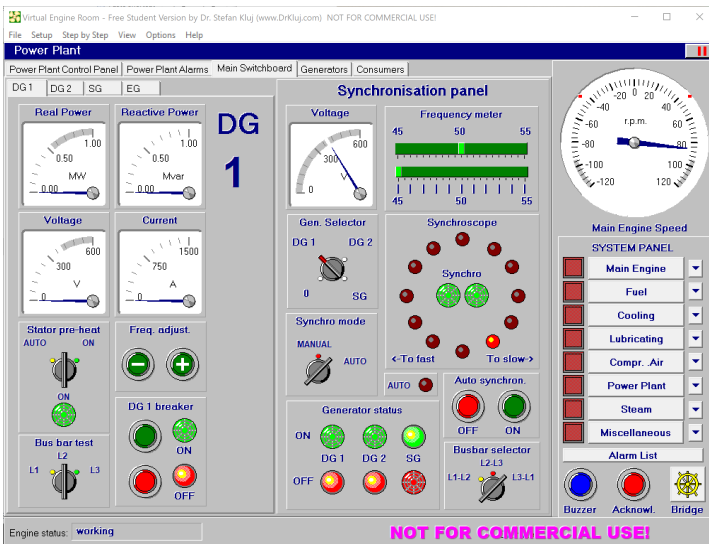 Virtual Engine Room - Free Student Version by Dr. Stefan Kluj (www.DrKluj.com) NOT FOR COMMERCIAL USE!
File Setup Step by Step View Options Help
Power Plant
Power Plant Control Panel Power Plant Alarms Main Switchboard Generators Consumers
DG 1 DG 2 SG EG
Real Power
1.00
0.50
MW
0.00
Reactive Power
1.00
0.50
Mvar
0.00
DG
1
Voltage
600
300
V
0
Current
1500
750
A
0
Stator pre-heat
AUTO ON
ON
Freq. adjust.
DG 1 breaker
ON
OFF
Bus bar test
L2
L1 L3
Synchronisation panel
Voltage
600
300
V
0
Frequency meter
45 50 55
45 50 55
Gen. Selector
DG 1 DG 2
0 SG
Synchroscope
Synchro
<-To fast To slow->
Synchro mode
MANUAL
AUTO
AUTO
Auto synchron.
OFF ON
Generator status
ON
DG 1 DG 2 SG
OFF
Busbar selector
L2-L3
L1-L2 L3-L1
-20 0 20
-40 40
-60 r.p.m. 60
-80 80
-100 100
-120 120
Main Engine Speed
SYSTEM PANEL
Main Engine
Fuel
Cooling
Lubricating
Compr. .Air
Power Plant
Steam
Miscellaneous
Alarm List
Buzzer Acknowl. Bridge
Engine status: working
NOT FOR COMMERCIAL USE!